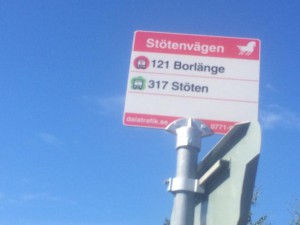 Stötenvägen
121 Borlänge
317 Stöten
dalatrafik.se 0771-